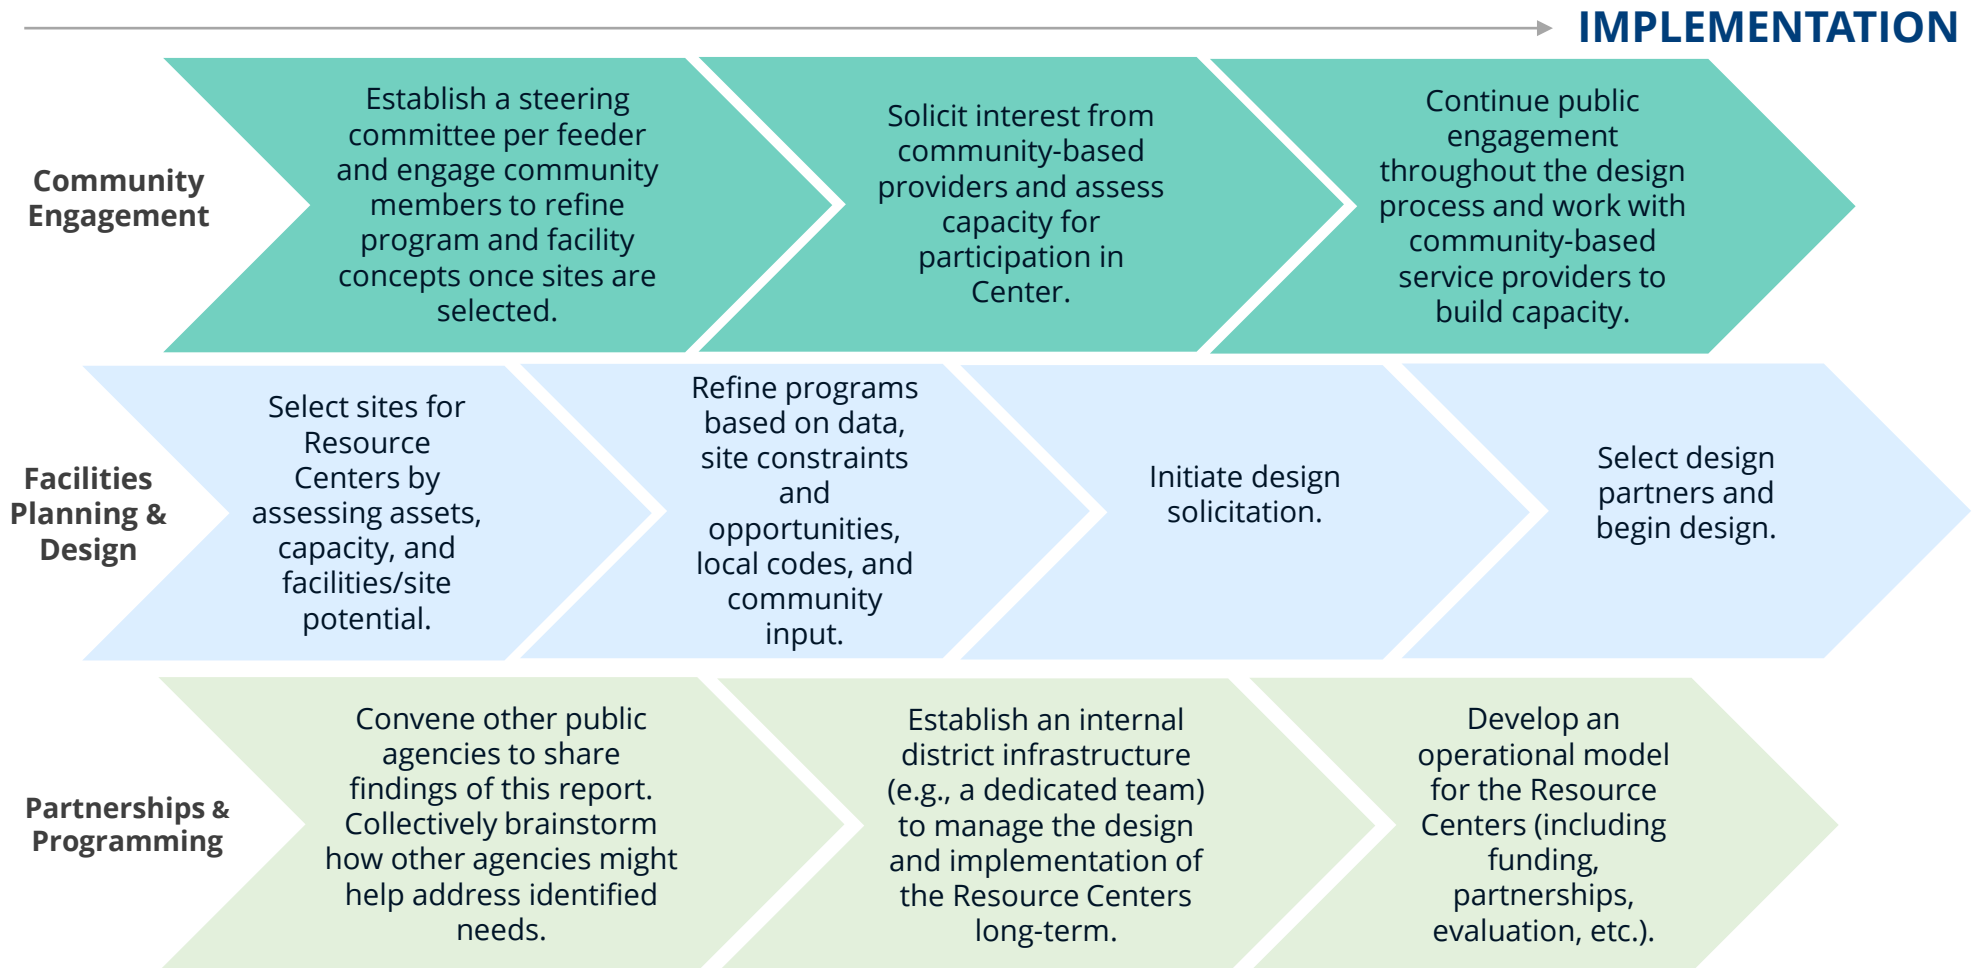 IMPLEMENTATION
Community
Engagement
Establish a steering
committee per feeder
and engage community
members to refine
program and facility
concepts once sites are
selected.
Solicit interest from
community-based
providers and assess
capacity for
participation in
Center.
Continue public
engagement
throughout the design
process and work with
community-based
service providers to
build capacity.
Facilities
Planning &
Design
Select sites for
Resource
Centers by
assessing assets,
capacity, and
facilities/site
potential.
Refine programs
based on data,
site constraints
and
opportunities,
local codes, and
community
input.
Initiate design
solicitation.
Select design
partners and
begin design.
Partnerships &
Programming
Convene other public
agencies to share
findings of this report.
Collectively brainstorm
how other agencies might
help address identified
needs.
Establish an internal
district infrastructure
(e.g., a dedicated team)
to manage the design
and implementation of
the Resource Centers
long-term.
Develop an
operational model
for the Resource
Centers (including
funding,
partnerships,
evaluation, etc.).